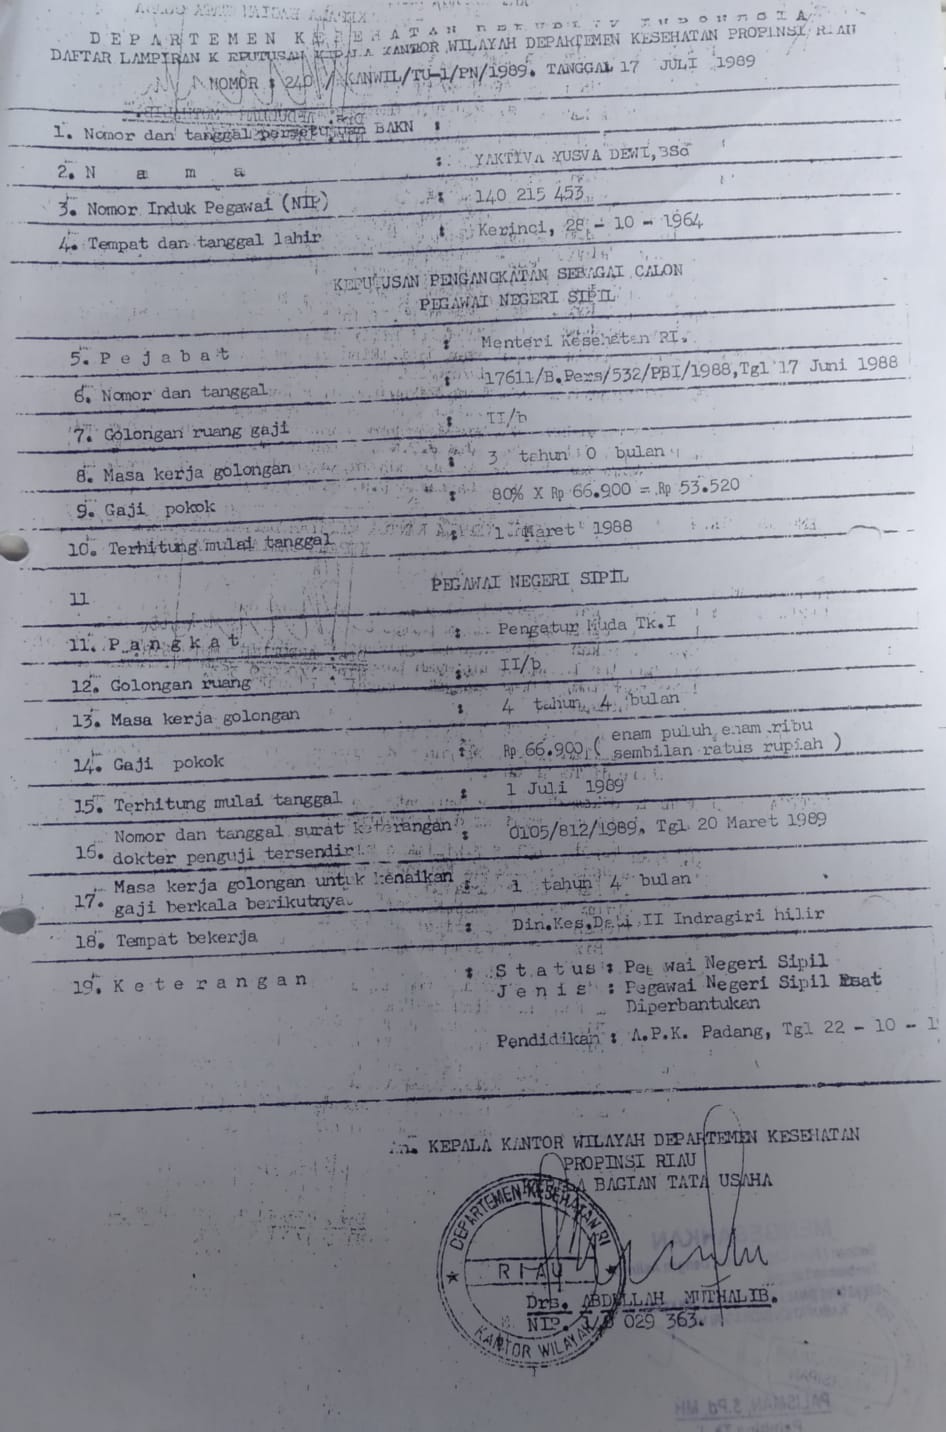 DEPARTEMEN KESEHATAN REPUBLIK INDONESIA
DAFTAR LAMPIRAN K EPUTUSAN KEPALA KANTOR WILAYAH DEPARTEMEN KESEHATAN PROPINSI RIAU
NOMOR : 240 / KANWIL/TU-1/PN/1989. TANGGAL 17 JULI 1989
1. Nomor dan tanggal persetujuan BAKN :
2. N a m a : YAKTIVA YUSVA DEWI, BSc
3. Nomor Induk Pegawai (NIP) : 140 215 453
4. Tempat dan tanggal lahir : Kerinci, 28 - 10 - 1964
KEPUTUSAN PENGANGKATAN SEBAGAI CALON
PEGAWAI NEGERI SIPIL
5. P e j a b a t : Menteri Kesehatan RI.
6. Nomor dan tanggal : 17611/B.Pers/532/PBI/1988, Tgl 17 Juni 1988
7. Golongan ruang gaji : II/b
8. Masa kerja golongan : 3 tahun 0 bulan
9. Gaji pokok : 80% X Rp 66.900 = Rp 53.520
10. Terhitung mulai tanggal : 1 Maret 1988
11 PEGAWAI NEGERI SIPIL
11. P a n g k a t : Pengatur Muda Tk.I
12. Golongan ruang : II/b
13. Masa kerja golongan : 4 tahun 4 bulan
14. Gaji pokok : Rp 66.900 ( enam puluh enam ribu
sembilan ratus rupiah )
15. Terhitung mulai tanggal : 1 Juli 1989
16. Nomor dan tanggal surat keterangan : 0105/812/1989, Tgl 20 Maret 1989
dokter penguji tersendiri
17. Masa kerja golongan untuk kenaikan : 1 tahun 4 bulan
gaji berkala berikutnya.
18. Tempat bekerja : Din.Kes.Dati II Indragiri hilir
19. K e t e r a n g a n : S t a t u s : Pegawai Negeri Sipil
J e n i s : Pegawai Negeri Sipil Pusat
Diperbantukan
Pendidikan : A.P.K. Padang, Tgl 22 - 10 - 1
An. KEPALA KANTOR WILAYAH DEPARTEMEN KESEHATAN
PROPINSI RIAU
BAGIAN TATA USAHA
DEPARTEMEN KESEHATAN RI
RIAU
KANTOR WILAYAH
Drs. ABDULLAH MUTHALIB.
NIP. 029 363.
PALISMAN, S.Pd, MH